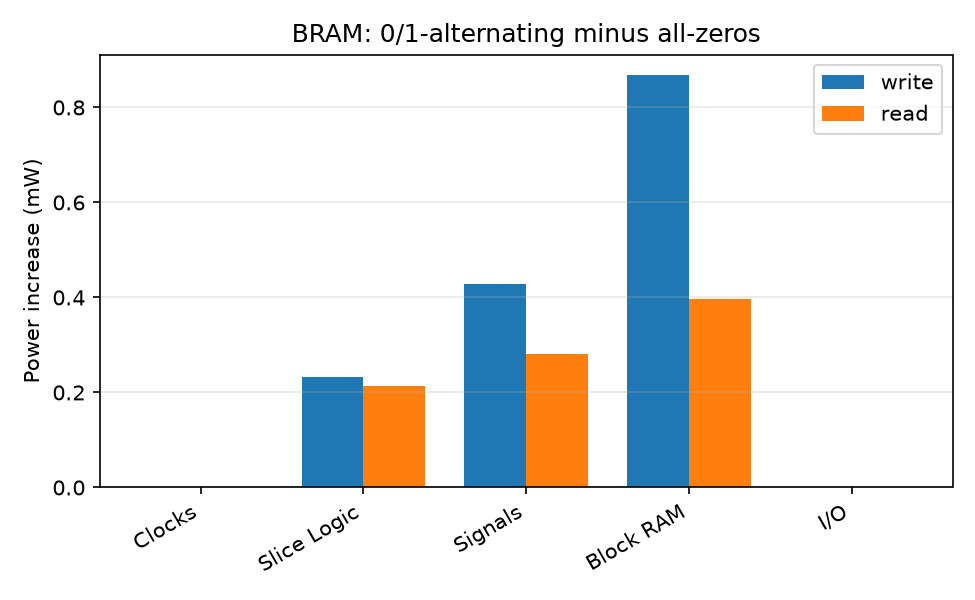 BRAM: 0/1-alternating minus all-zeros
write
read
Power increase (mW)
0.8
0.6
0.4
0.2
0.0
Clocks
Slice Logic
Signals
Block RAM
I/O